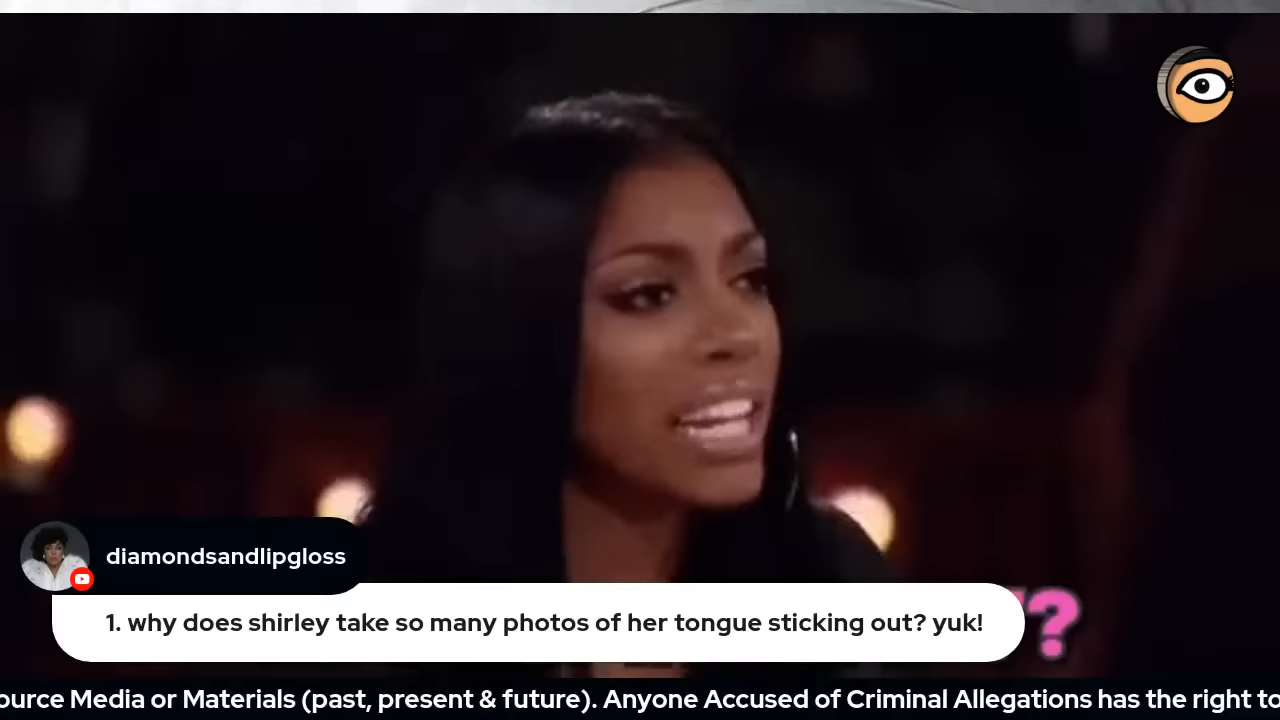 ?
diamondsandlipgloss
1. why does shirley take so many photos of her tongue sticking out? yuk!
ource Media or Materials (past, present & future). Anyone Accused of Criminal Allegations has the right to